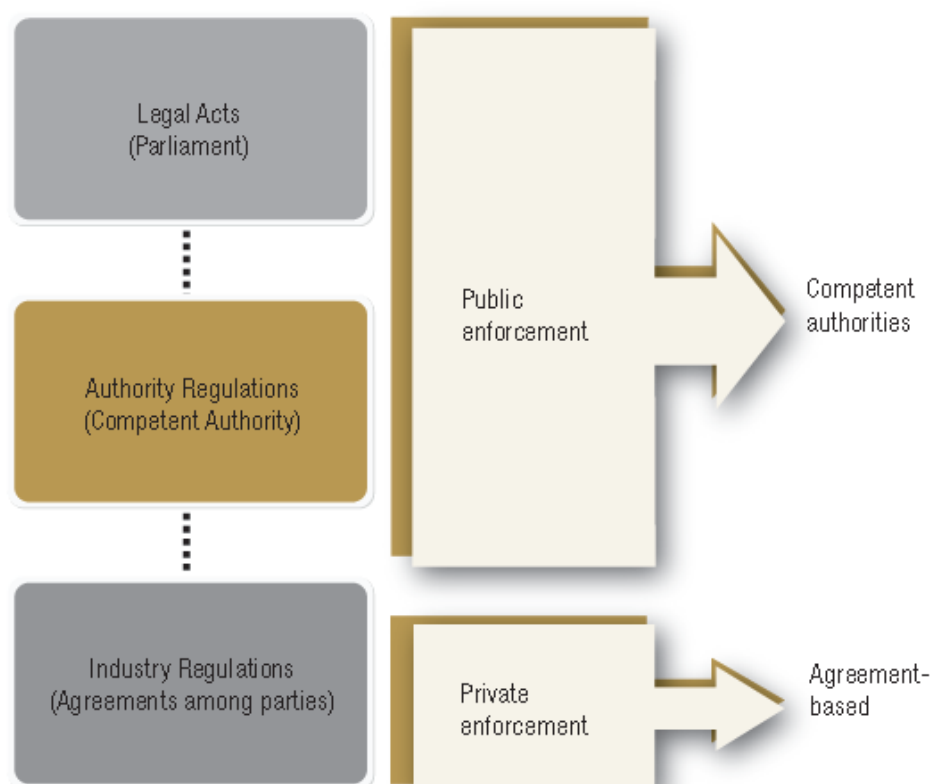 Legal Acts
(Parliament)
Public
enforcement
Competent
authorities
Authority Regulations
(Competent Authority)
Industry Regulations
(Agreements among parties)
Private
enforcement
Agreement-
based